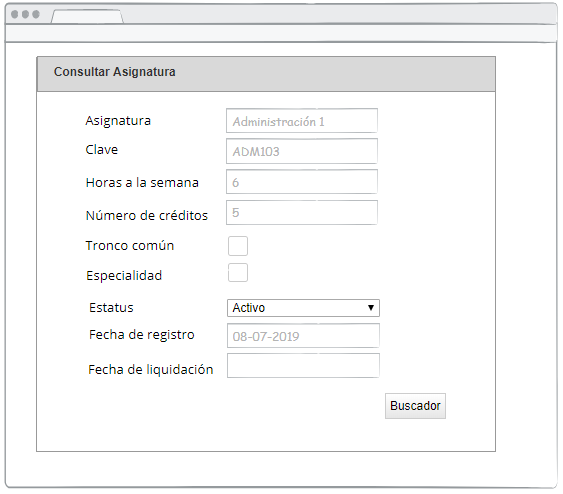 Consultar Asignatura
Asignatura Administración 1
Clave ADM103
Horas a la semana 6
Número de créditos 5
Tronco común
Especialidad
Estatus Activo
Fecha de registro 08-07-2019
Fecha de liquidación
Buscador